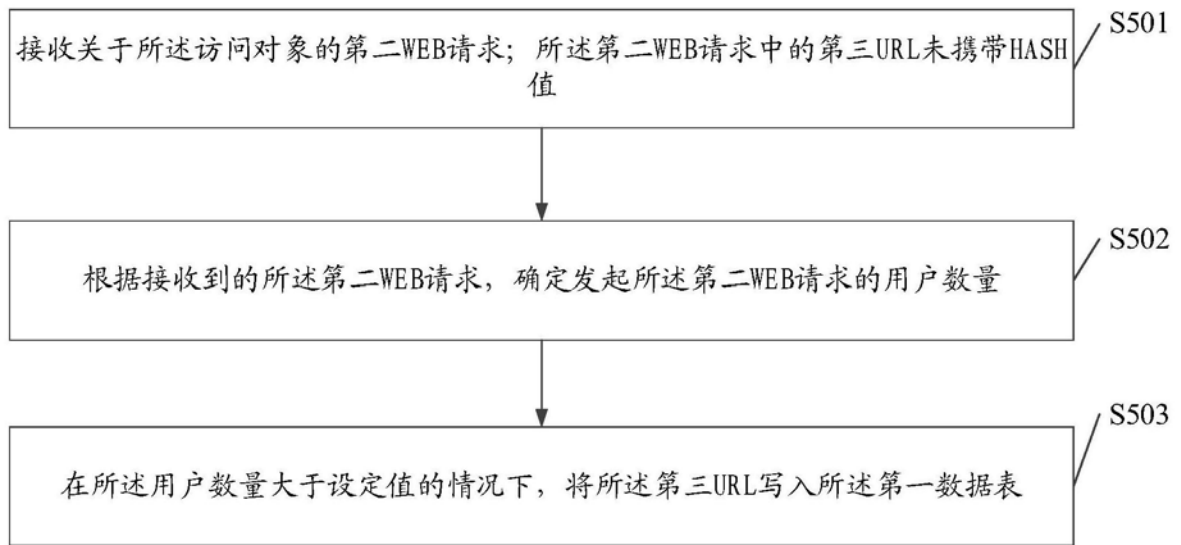 接收关于所述访问对象的第二WEB请求；所述第二WEB请求中的第三URL未携带HASH
值
S501
根据接收到的所述第二WEB请求，确定发起所述第二WEB请求的用户数量
S502
在所述用户数量大于设定值的情况下，将所述第三URL写入所述第一数据表
S503